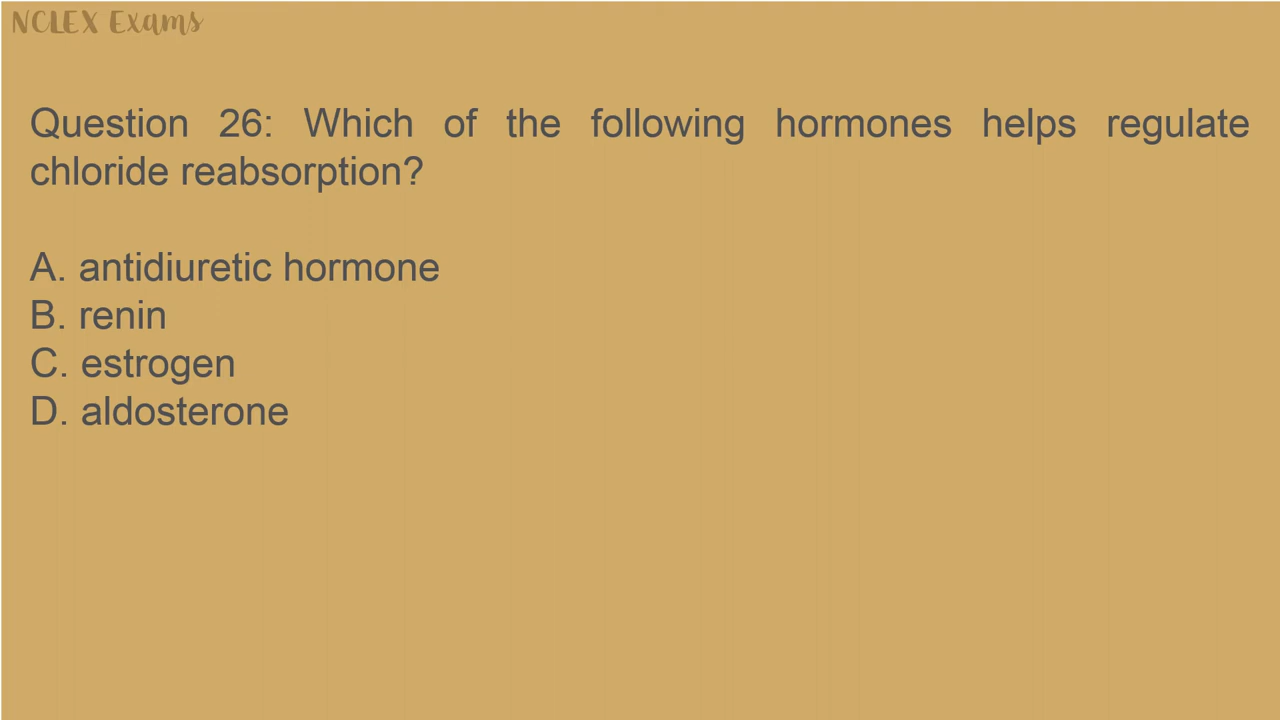 NCLEX Exams
Question 26: Which of the following hormones helps regulate
chloride reabsorption?
A. antidiuretic hormone
B. renin
C. estrogen
D. aldosterone